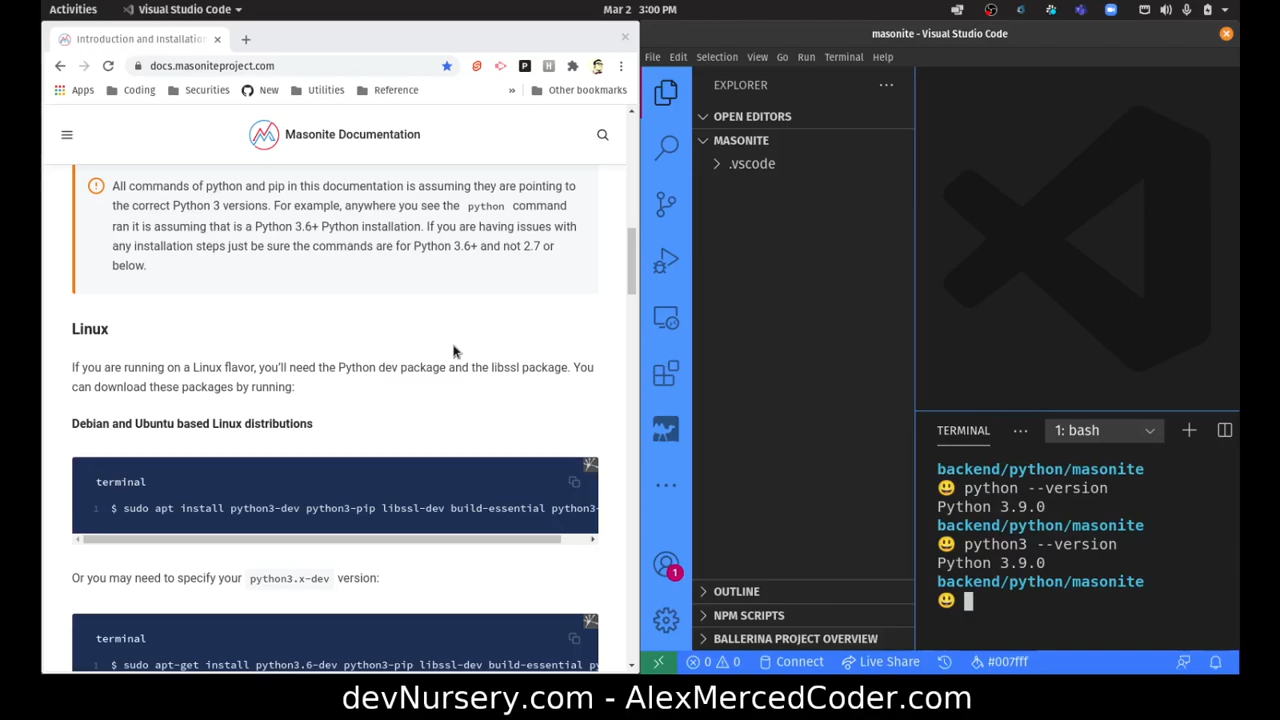 Activities
Visual Studio Code
Mar 2 3:00 PM
Introduction and Installation
docs.masoniteproject.com
Apps
Coding
Securities
New
Utilities
Reference
»
Other bookmarks
Masonite Documentation
All commands of python and pip in this documentation is assuming they are pointing to
the correct Python 3 versions. For example, anywhere you see the python command
ran it is assuming that is a Python 3.6+ Python installation. If you are having issues with
any installation steps just be sure the commands are for Python 3.6+ and not 2.7 or
below.
Linux
If you are running on a Linux flavor, you'll need the Python dev package and the libssl package. You
can download these packages by running:
Debian and Ubuntu based Linux distributions
terminal
1 $ sudo apt install python3-dev python3-pip libssl-dev build-essential python3-
Or you may need to specify your python3.x-dev version:
terminal
1 $ sudo apt-get install python3.6-dev python3-pip libssl-dev build-essential py
masonite - Visual Studio Code
File Edit Selection View Go Run Terminal Help
EXPLORER
OPEN EDITORS
MASONITE
.vscode
OUTLINE
NPM SCRIPTS
BALLERINA PROJECT OVERVIEW
1
TERMINAL
1: bash
backend/python/masonite
😃 python --version
Python 3.9.0
backend/python/masonite
😃 python3 --version
Python 3.9.0
backend/python/masonite
😃
0 0 Connect Live Share #007fff
devNursery.com - AlexMercedCoder.com